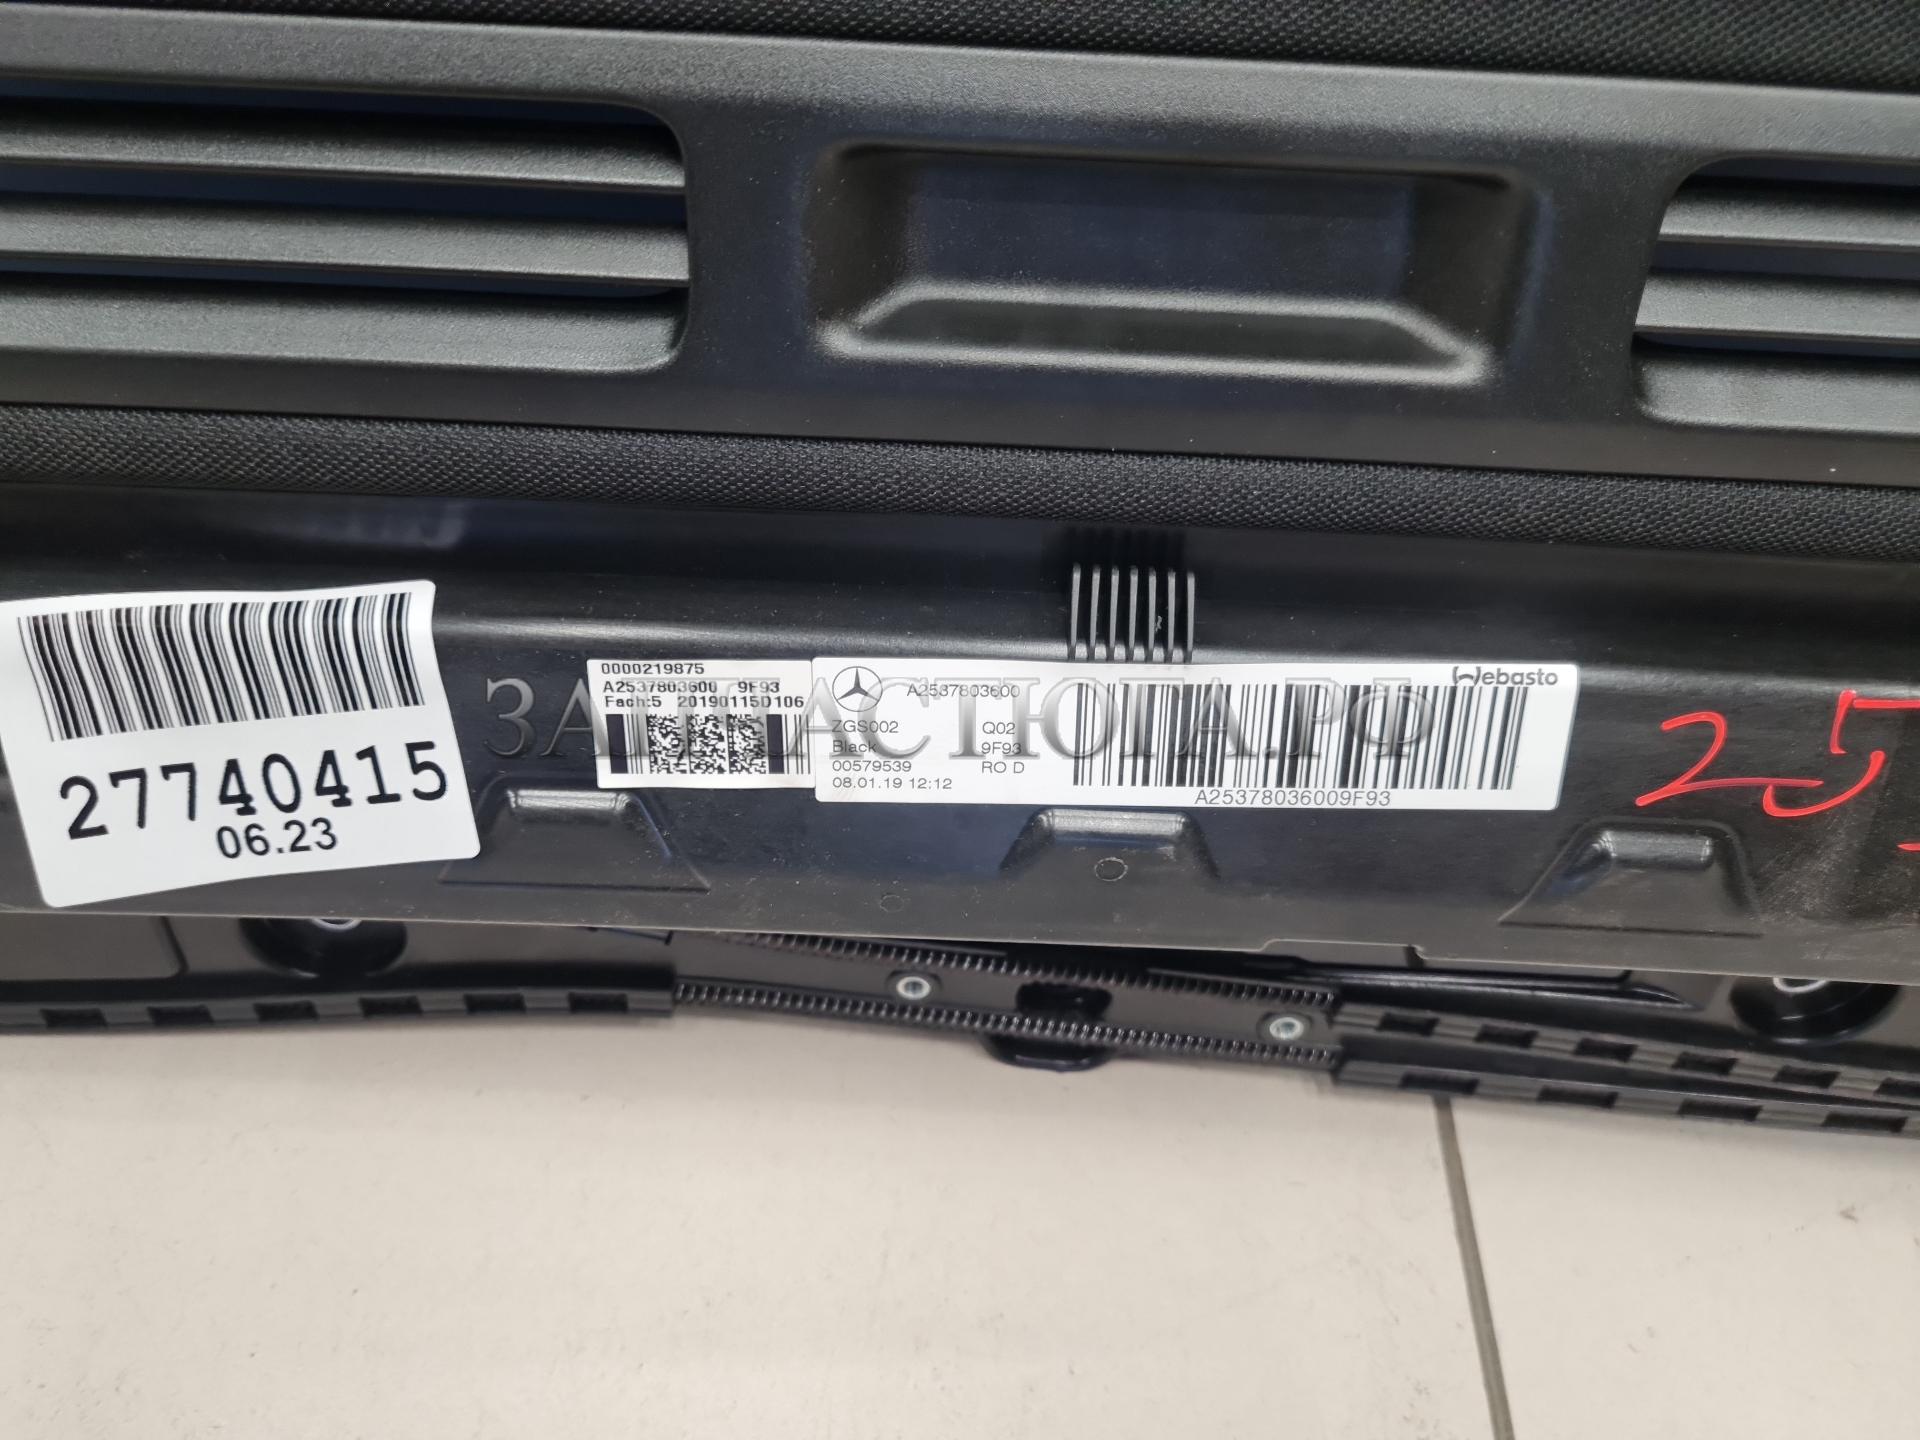 27740415
06.23
0000219875
A2537803600 9F93
Fach:5 20190115D106
A2537803600
Webasto
ZGS002 Q02
Black 9F93
00579539 RO D
08.01.19 12:12
A25378036009F93
ЗАПЧАСТЮГА.РФ
25